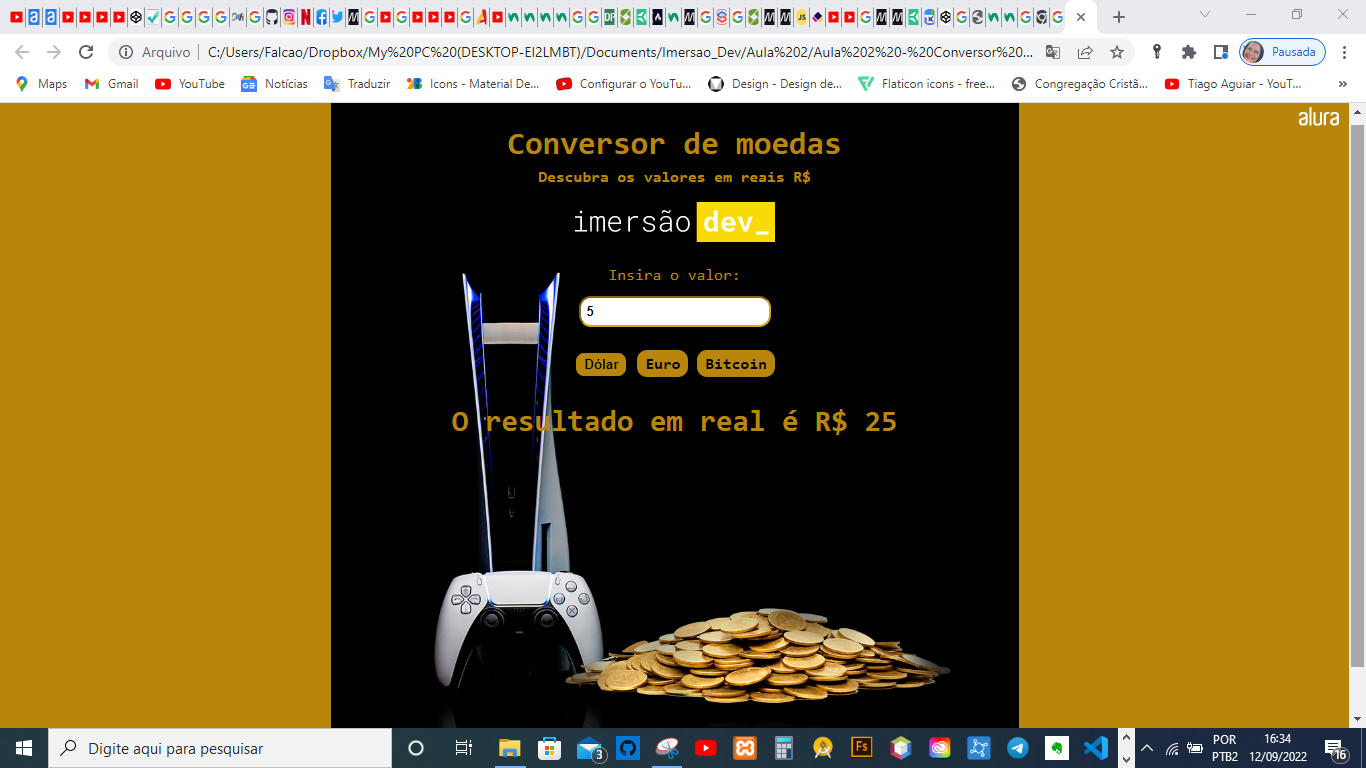 Arquivo
C:/Users/Falcao/Dropbox/My%20PC%20(DESKTOP-EI2LMBT)/Documents/Imersao_Dev/Aula%202/Aula%202%20-%20Conversor%20...
Pausada
Maps
Gmail
YouTube
Notícias
Traduzir
Icons - Material De...
Configurar o YouTu...
Design - Design de...
Flaticon icons - free...
Congregação Cristã...
Tiago Aguiar - YouT...
»
alura
Conversor de moedas
Descubra os valores em reais R$
imersão dev_
Insira o valor:
5
Dólar Euro Bitcoin
O resultado em real é R$ 25
Digite aqui para pesquisar
3
Fs
POR
PTB2
16:34
12/09/2022
16